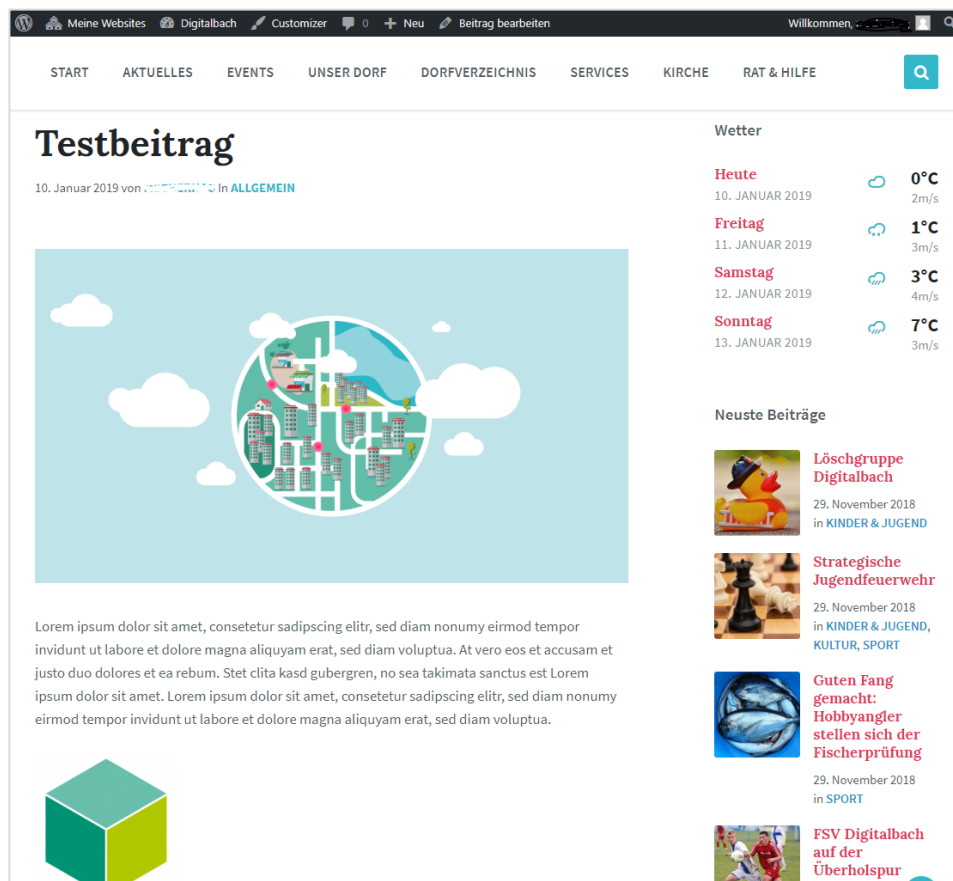 Meine Websites Digitalbach Customizer 0 Neu Beitrag bearbeiten Willkommen,
START AKTUELLES EVENTS UNSER DORF DORFVERZEICHNIS SERVICES KIRCHE RAT & HILFE
Testbeitrag
10. Januar 2019 von In ALLGEMEIN
Lorem ipsum dolor sit amet, consetetur sadipscing elitr, sed diam nonumy eirmod tempor
invidunt ut labore et dolore magna aliquyam erat, sed diam voluptua. At vero eos et accusam et
justo duo dolores et ea rebum. Stet clita kasd gubergren, no sea takimata sanctus est Lorem
ipsum dolor sit amet. Lorem ipsum dolor sit amet, consetetur sadipscing elitr, sed diam nonumy
eirmod tempor invidunt ut labore et dolore magna aliquyam erat, sed diam voluptua.
Wetter
Heute 0°C
10. JANUAR 2019 2m/s
Freitag 1°C
11. JANUAR 2019 3m/s
Samstag 3°C
12. JANUAR 2019 4m/s
Sonntag 7°C
13. JANUAR 2019 3m/s
Neuste Beiträge
Löschgruppe
Digitalbach
29. November 2018
in KINDER & JUGEND
Strategische
Jugendfeuerwehr
29. November 2018
in KINDER & JUGEND,
KULTUR, SPORT
Guten Fang
gemacht:
Hobbyangler
stellen sich der
Fischerprüfung
29. November 2018
in SPORT
FSV Digitalbach
auf der
Überholspur